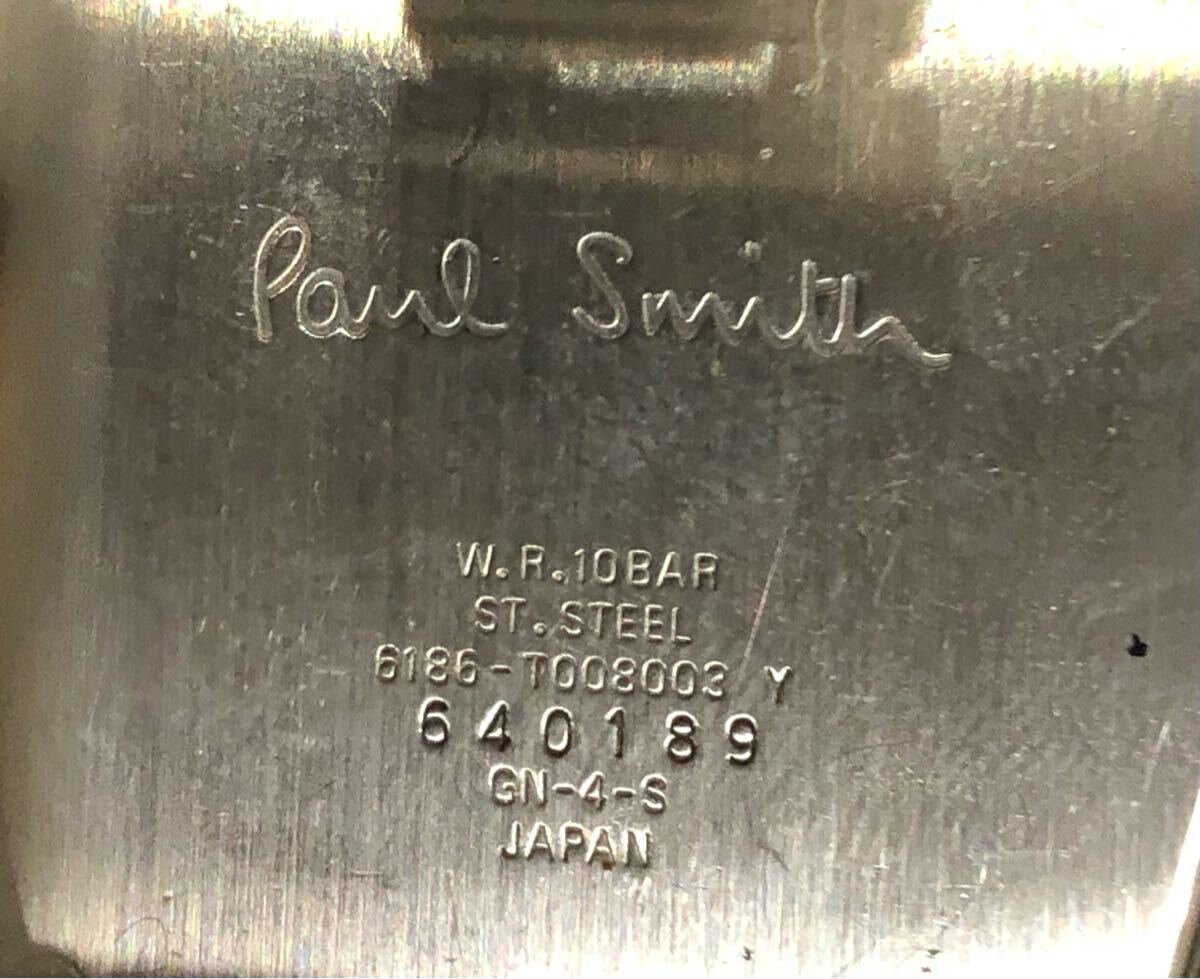 Paul Smith
W.R.10BAR
ST.STEEL
6186-T008003 Y
640189
GN-4-S
JAPAN